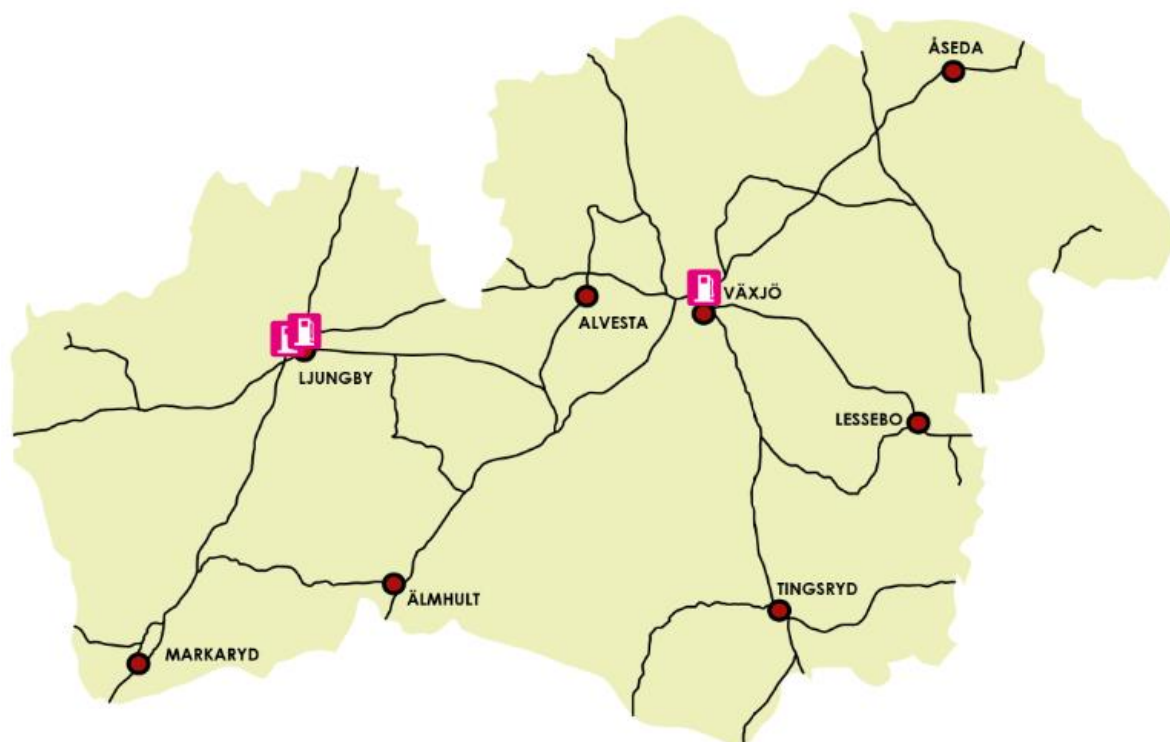 ÅSEDA
VÄXJÖ
ALVESTA
LJUNGBY
LESSEBO
TINGSRYD
ÄLMHULT
MARKARYD